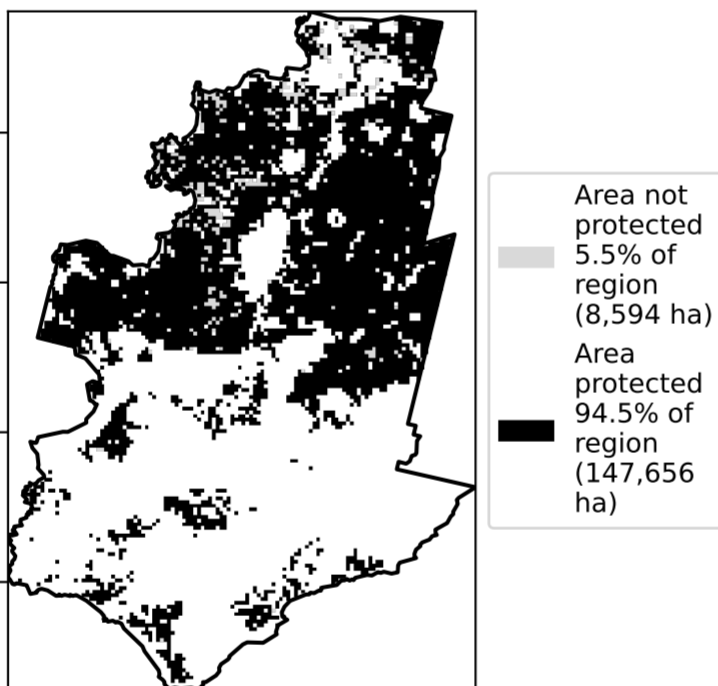 Area not
protected
5.5% of
region
(8,594 ha)
Area
protected
94.5% of
region
(147,656
ha)